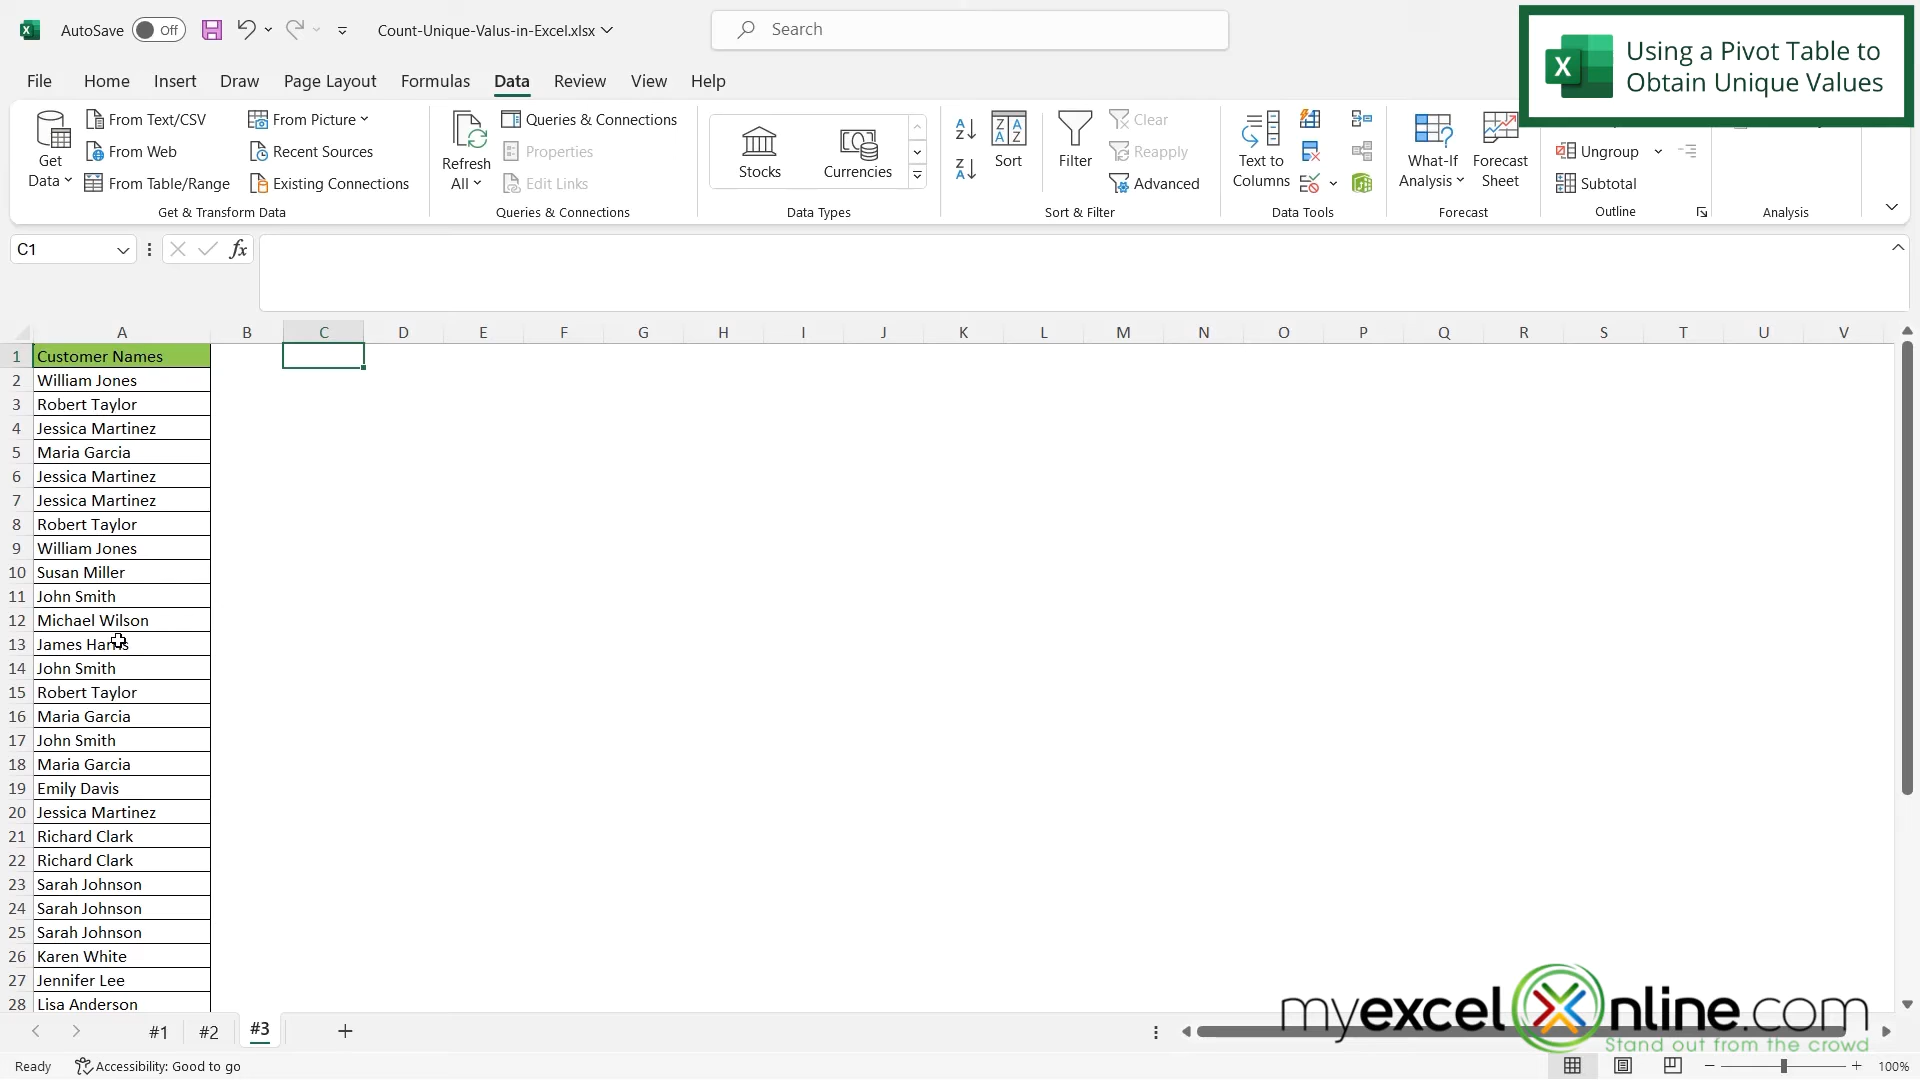 AutoSave Off Count-Unique-Valus-in-Excel.xlsx Search
Using a Pivot Table to
Obtain Unique Values
File Home Insert Draw Page Layout Formulas Data Review View Help
Get
Data
From Text/CSV
From Web
From Table/Range
From Picture
Recent Sources
Existing Connections
Get & Transform Data
Refresh
All
Queries & Connections
Properties
Edit Links
Queries & Connections
Stocks
Currencies
Data Types
Sort
Filter
Clear
Reapply
Advanced
Sort & Filter
Text to
Columns
Data Tools
What-If
Analysis
Forecast
Sheet
Forecast
Ungroup
Subtotal
Outline
Analysis
C1 fx
A B C D E F G H I J K L M N O P Q R S T U V
1 Customer Names
2 William Jones
3 Robert Taylor
4 Jessica Martinez
5 Maria Garcia
6 Jessica Martinez
7 Jessica Martinez
8 Robert Taylor
9 William Jones
10 Susan Miller
11 John Smith
12 Michael Wilson
13 James Harris
14 John Smith
15 Robert Taylor
16 Maria Garcia
17 John Smith
18 Maria Garcia
19 Emily Davis
20 Jessica Martinez
21 Richard Clark
22 Richard Clark
23 Sarah Johnson
24 Sarah Johnson
25 Sarah Johnson
26 Karen White
27 Jennifer Lee
28 Lisa Anderson
#1 #2 #3
myexcelOnline.com
Stand out from the crowd
Ready Accessibility: Good to go 100%